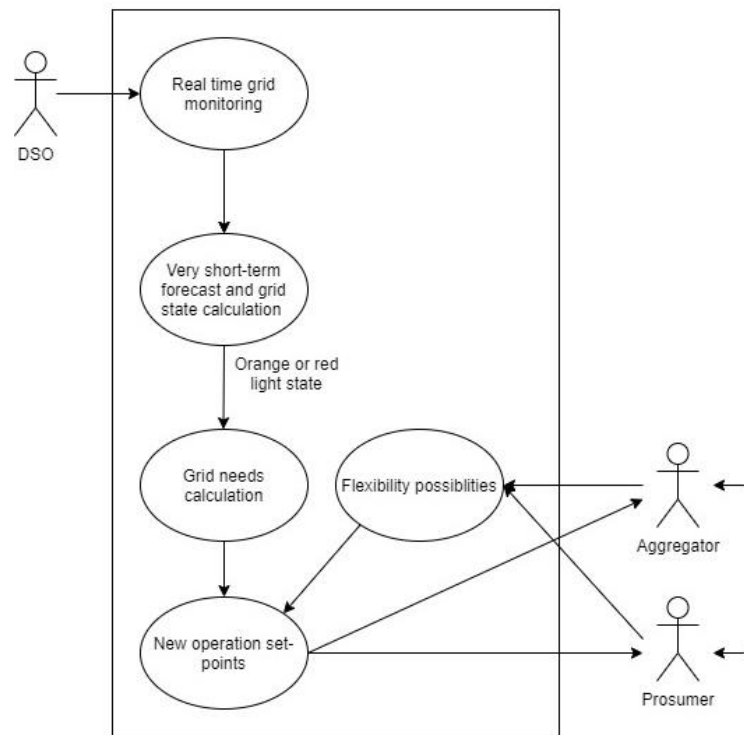 Real time grid
monitoring
DSO
Very short-term
forecast and grid
state calculation
Orange or red
light state
Grid needs
calculation
Flexibility possiblities
Aggregator
New operation set-
points
Prosumer